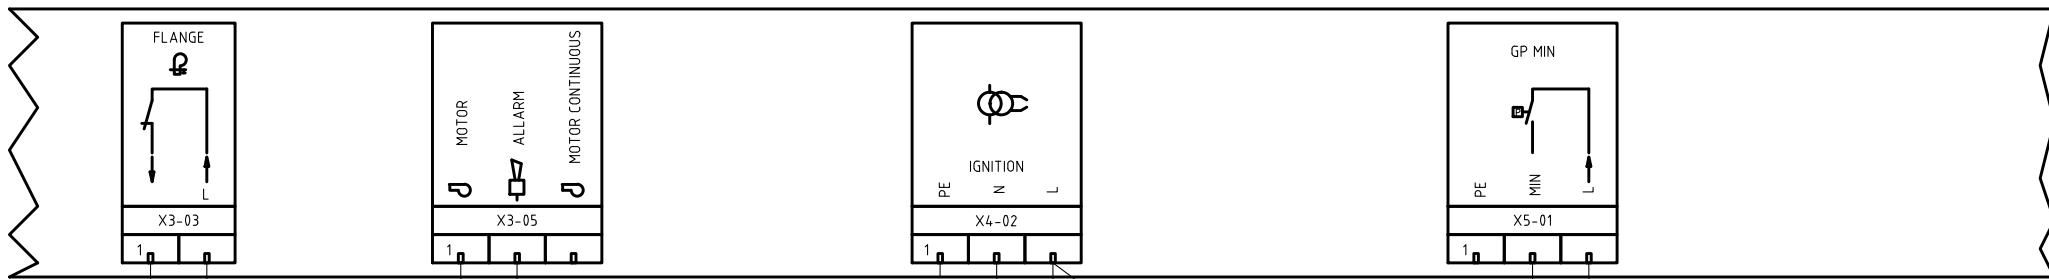 FLANGE
L
X3-03
1
MOTOR
ALLARM
MOTOR CONTINUOUS
X3-05
1
IGNITION
PE
N
L
X4-02
1
GP MIN
P
PE
MIN
L
X5-01
1